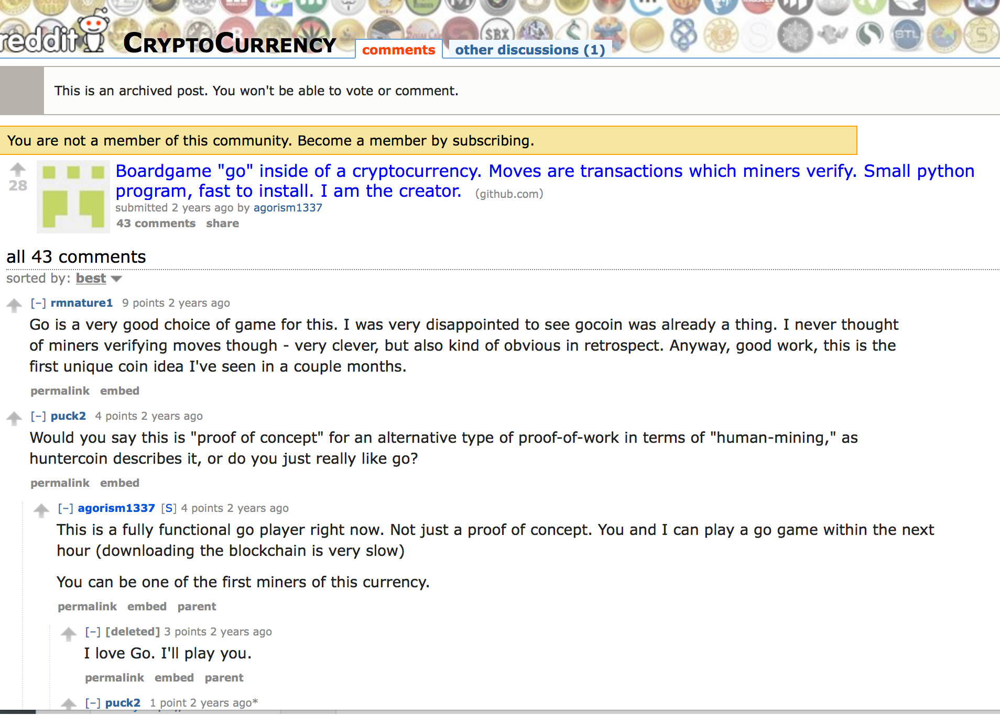 reddit CRYPTOCURRENCY comments other discussions (1)
SBX
STL
This is an archived post. You won't be able to vote or comment.
You are not a member of this community. Become a member by subscribing.
28
Boardgame "go" inside of a cryptocurrency. Moves are transactions which miners verify. Small python
program, fast to install. I am the creator. (github.com)
submitted 2 years ago by agorism1337
43 comments share
all 43 comments
sorted by: best
[–] rmnature1 9 points 2 years ago
Go is a very good choice of game for this. I was very disappointed to see gocoin was already a thing. I never thought
of miners verifying moves though - very clever, but also kind of obvious in retrospect. Anyway, good work, this is the
first unique coin idea I've seen in a couple months.
permalink embed
[–] puck2 4 points 2 years ago
Would you say this is "proof of concept" for an alternative type of proof-of-work in terms of "human-mining," as
huntercoin describes it, or do you just really like go?
permalink embed
[–] agorism1337 [S] 4 points 2 years ago
This is a fully functional go player right now. Not just a proof of concept. You and I can play a go game within the next
hour (downloading the blockchain is very slow)
You can be one of the first miners of this currency.
permalink embed parent
[–] [deleted] 3 points 2 years ago
I love Go. I'll play you.
permalink embed parent
[–] puck2 1 point 2 years ago*